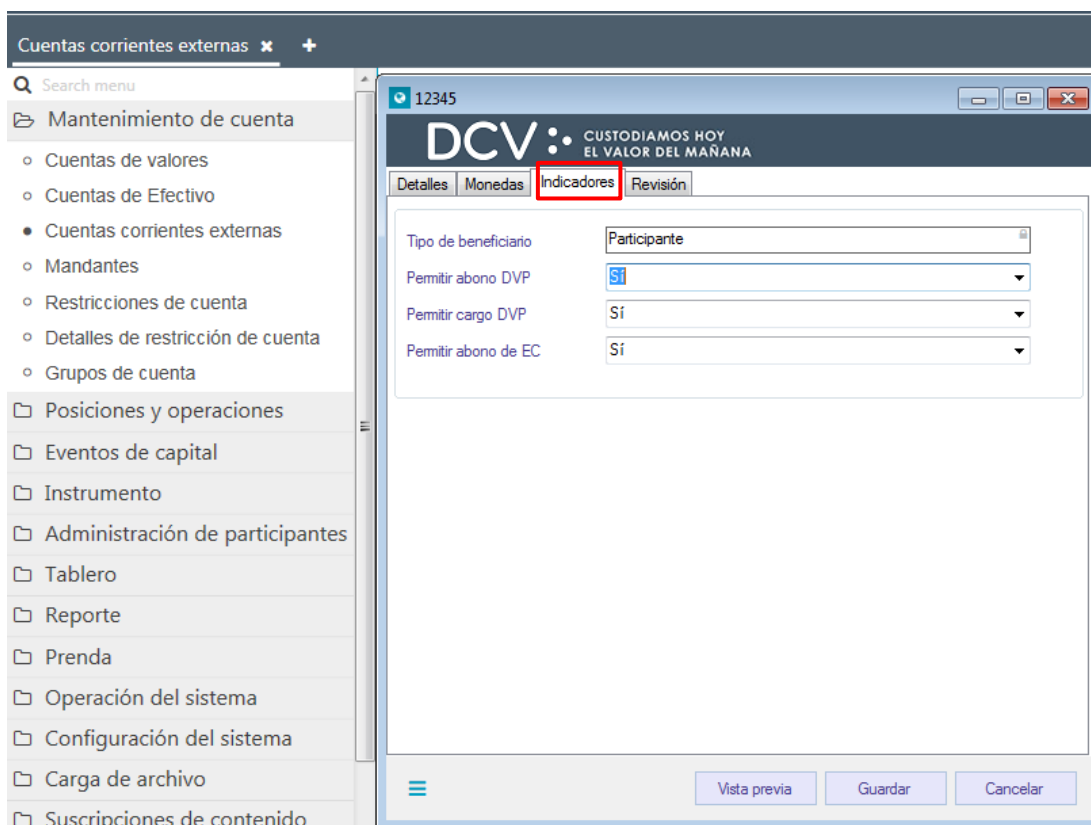 Cuentas corrientes externas ✖ +
Search menu
Mantenimiento de cuenta
Cuentas de valores
Cuentas de Efectivo
Cuentas corrientes externas
Mandantes
Restricciones de cuenta
Detalles de restricción de cuenta
Grupos de cuenta
Posiciones y operaciones
Eventos de capital
Instrumento
Administración de participantes
Tablero
Reporte
Prenda
Operación del sistema
Configuración del sistema
Carga de archivo
Suscripciones de contenido
12345
DCV CUSTODIAMOS HOY
EL VALOR DEL MAÑANA
Detalles Monedas Indicadores Revisión
Tipo de beneficiario Participante
Permitir abono DVP Sí
Permitir cargo DVP Sí
Permitir abono de EC Sí
Vista previa Guardar Cancelar